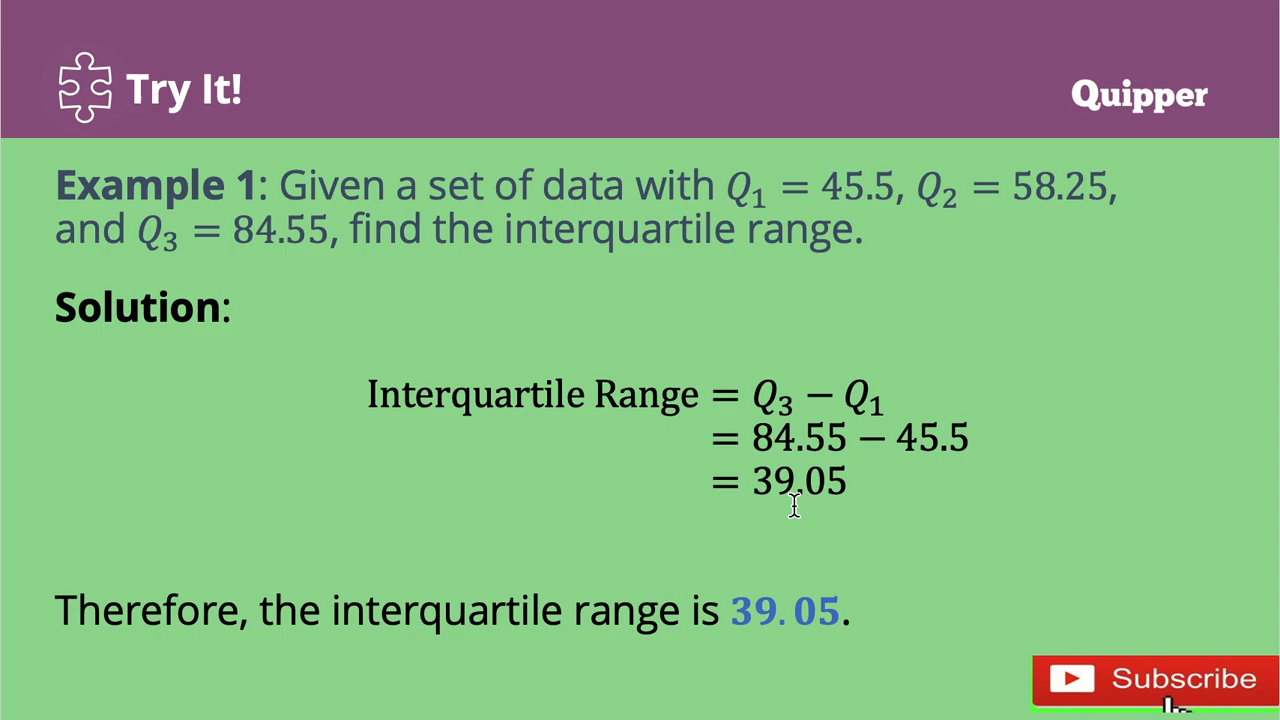 Try It!
Quipper
Example 1: Given a set of data with Q₁ = 45.5, Q₂ = 58.25,
and Q₃ = 84.55, find the interquartile range.
Solution:
Interquartile Range = Q₃ − Q₁
= 84.55 − 45.5
= 39.05
Therefore, the interquartile range is 39.05.
Subscribe